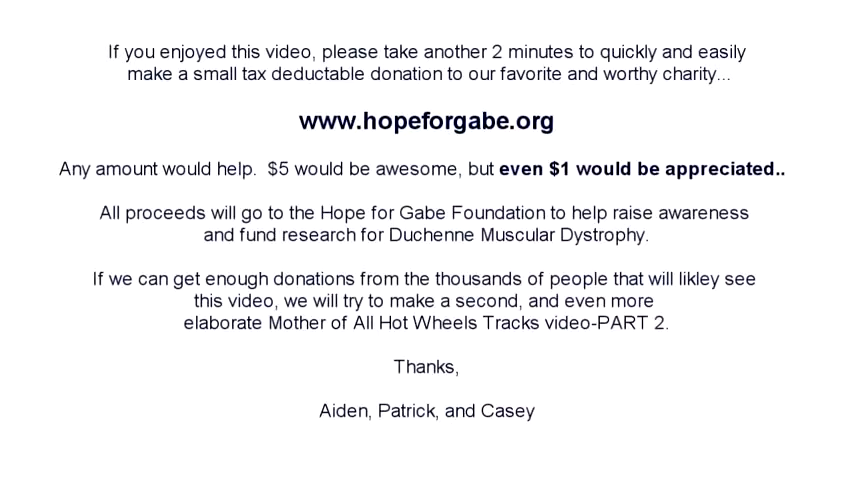 If you enjoyed this video, please take another 2 minutes to quickly and easily
make a small tax deductable donation to our favorite and worthy charity...
www.hopeforgabe.org
Any amount would help.  $5 would be awesome, but even $1 would be appreciated..
All proceeds will go to the Hope for Gabe Foundation to help raise awareness
and fund research for Duchenne Muscular Dystrophy.
If we can get enough donations from the thousands of people that will likley see
this video, we will try to make a second, and even more
elaborate Mother of All Hot Wheels Tracks video-PART 2.
Thanks,
Aiden, Patrick, and Casey